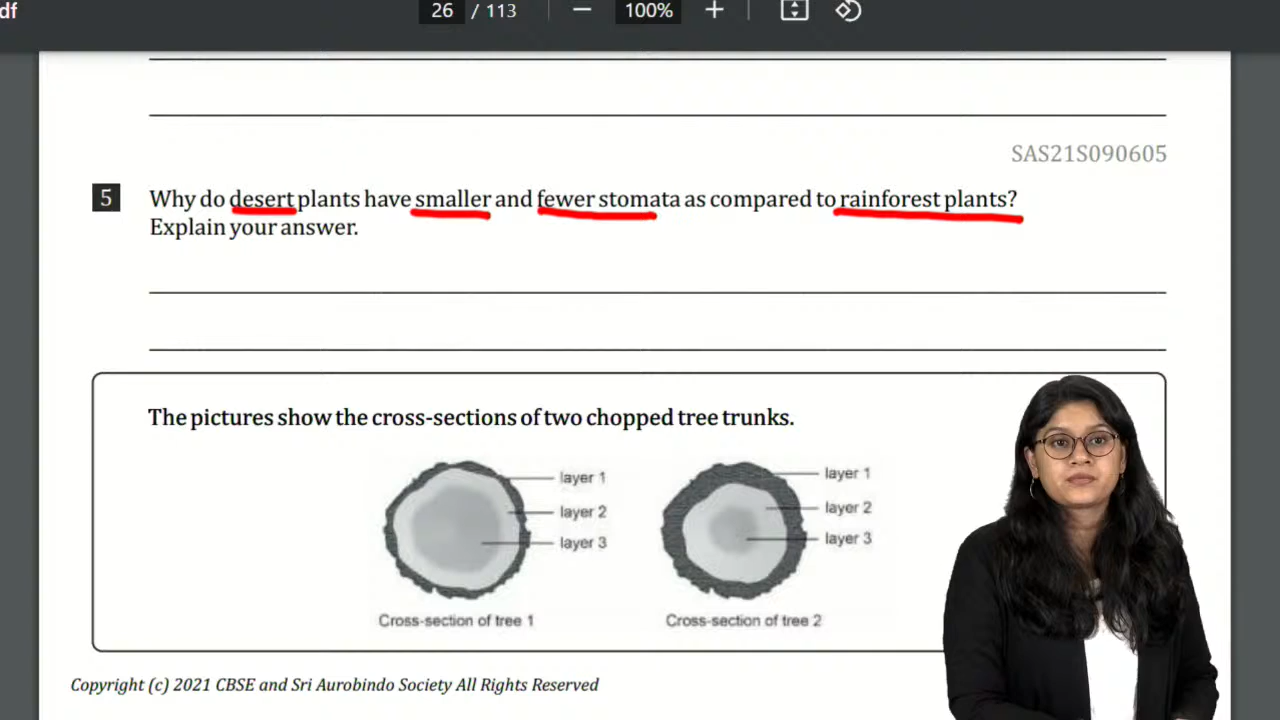 df
26 / 113
100%
SAS21S090605
5 Why do desert plants have smaller and fewer stomata as compared to rainforest plants?
Explain your answer.
The pictures show the cross-sections of two chopped tree trunks.
layer 1
layer 2
layer 3
Cross-section of tree 1
layer 1
layer 2
layer 3
Cross-section of tree 2
Copyright (c) 2021 CBSE and Sri Aurobindo Society All Rights Reserved